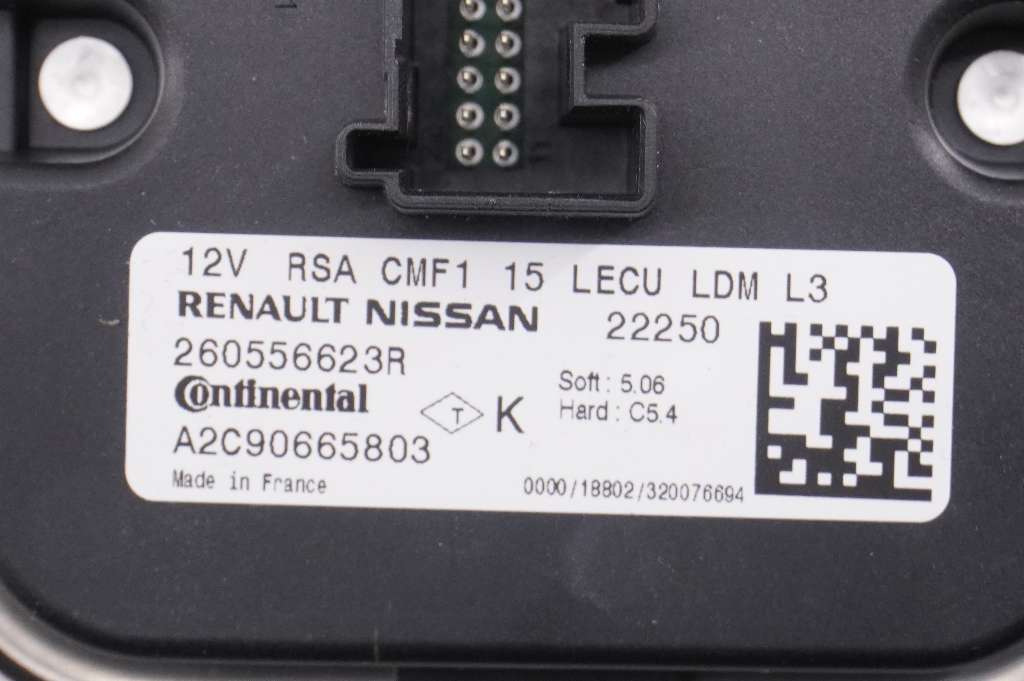 12V RSA CMF1 15 LECU LDM L3
RENAULT NISSAN 22250
260556623R
Continental
T K
Soft : 5.06
Hard : C5.4
A2C90665803
Made in France
0000/18802/320076694